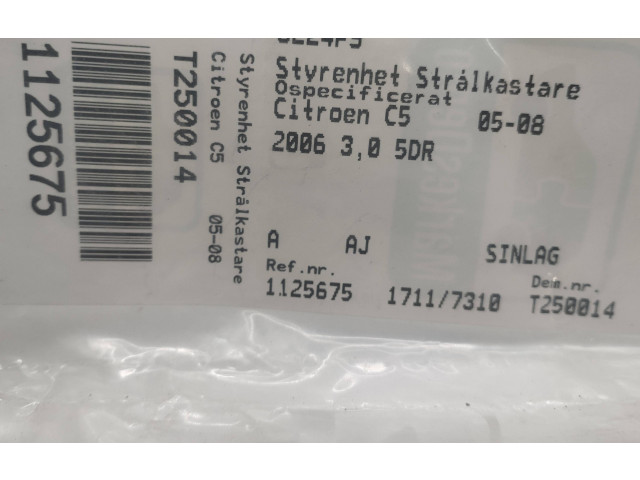 Styrenhet Strålkastare
Ospecificerat
Citroen C5 05-08
2006 3,0 5DR
A AJ SINLAG
Ref.nr. Dem.nr.
1125675 1711/7310 T250014
Styrenhet Strålkastare
Citroen C5 05-08
T250014
1125675